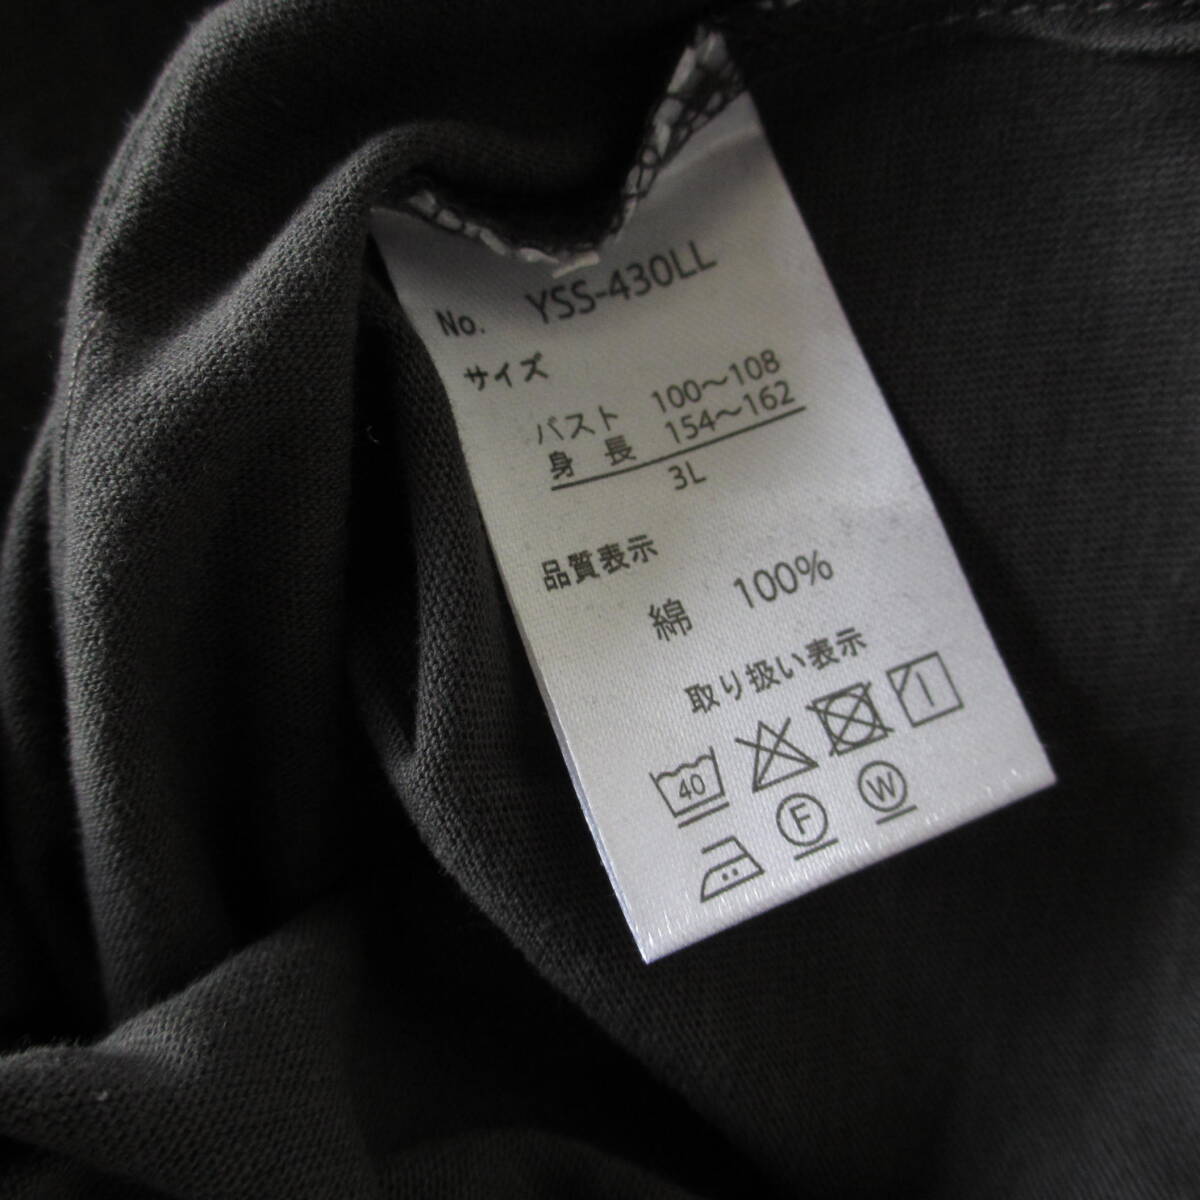 No. YSS-430LL
サイズ
バスト 100〜108
身長 154〜162
3L
品質表示
綿 100%
取り扱い表示
40
F W